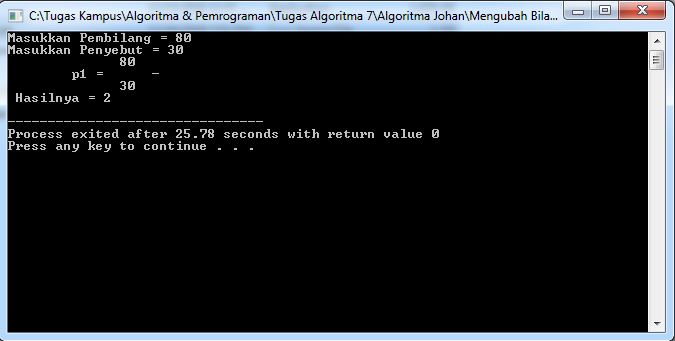 C:\Tugas Kampus\Algoritma & Pemrograman\Tugas Algoritma 7\Algoritma Johan\Mengubah Bila...
Masukkan Pembilang = 80
Masukkan Penyebut = 30
80
p1 = -
30
Hasilnya = 2
--------------------------------
Process exited after 25.78 seconds with return value 0
Press any key to continue . . .